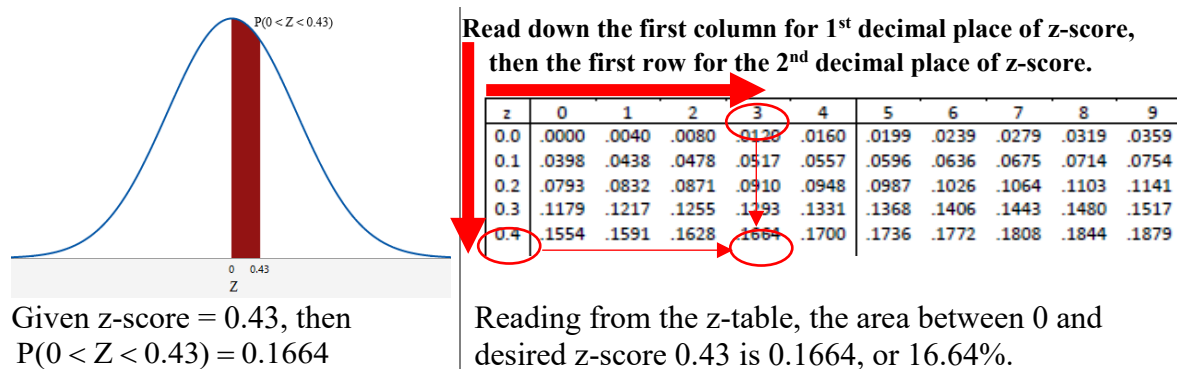 P(0 < Z < 0.43)
0 0.43
Z
Given z-score = 0.43, then
P(0 < Z < 0.43) = 0.1664
Read down the first column for 1st decimal place of z-score,
then the first row for the 2nd decimal place of z-score.
z 0 1 2 3 4 5 6 7 8 9
0.0 .0000 .0040 .0080 .0120 .0160 .0199 .0239 .0279 .0319 .0359
0.1 .0398 .0438 .0478 .0517 .0557 .0596 .0636 .0675 .0714 .0754
0.2 .0793 .0832 .0871 .0910 .0948 .0987 .1026 .1064 .1103 .1141
0.3 .1179 .1217 .1255 .1293 .1331 .1368 .1406 .1443 .1480 .1517
0.4 .1554 .1591 .1628 .1664 .1700 .1736 .1772 .1808 .1844 .1879
Reading from the z-table, the area between 0 and
desired z-score 0.43 is 0.1664, or 16.64%.